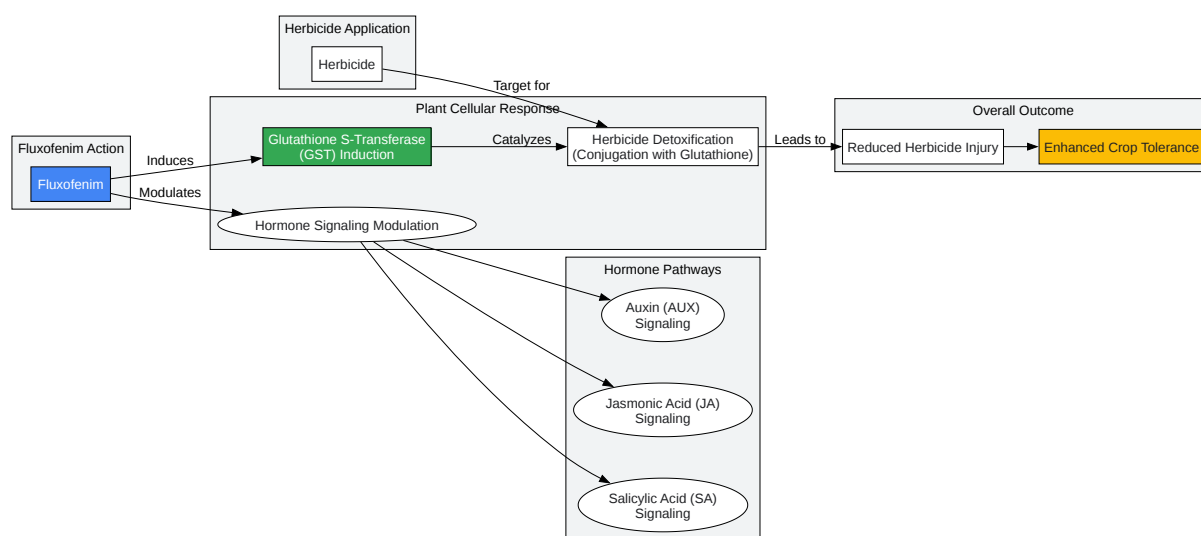 Herbicide Application
Herbicide
Target for
Plant Cellular Response
Overall Outcome
Fluxofenim Action
Fluxofenim
Induces
Modulates
Glutathione S-Transferase
(GST) Induction
Catalyzes
Herbicide Detoxification
(Conjugation with Glutathione)
Leads to
Reduced Herbicide Injury
Enhanced Crop Tolerance
Hormone Signaling Modulation
Hormone Pathways
Auxin (AUX)
Signaling
Jasmonic Acid (JA)
Signaling
Salicylic Acid (SA)
Signaling